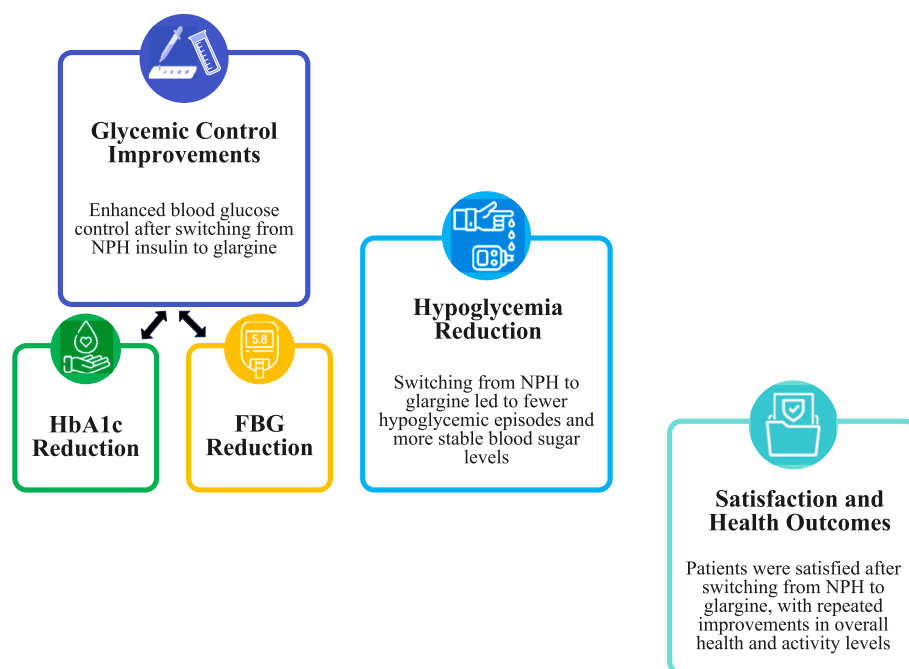 Glycemic Control
Improvements
Enhanced blood glucose
control after switching from
NPH insulin to glargine
HbA1c
Reduction
5.8
FBG
Reduction
Hypoglycemia
Reduction
Switching from NPH to
glargine led to fewer
hypoglycemic episodes and
more stable blood sugar
levels
Satisfaction and
Health Outcomes
Patients were satisfied after
switching from NPH to
glargine, with repeated
improvements in overall
health and activity levels